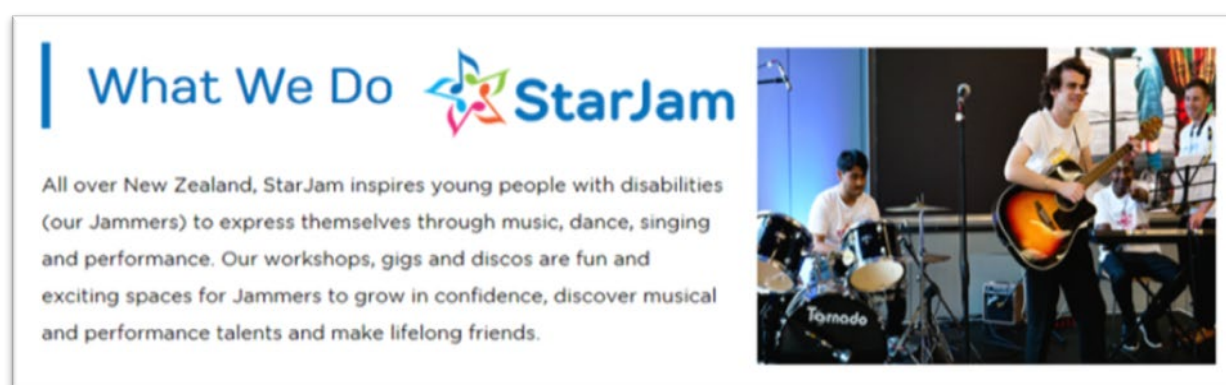 What We Do
StarJam
All over New Zealand, StarJam inspires young people with disabilities
(our Jammers) to express themselves through music, dance, singing
and performance. Our workshops, gigs and discos are fun and
exciting spaces for Jammers to grow in confidence, discover musical
and performance talents and make lifelong friends.
Tornado